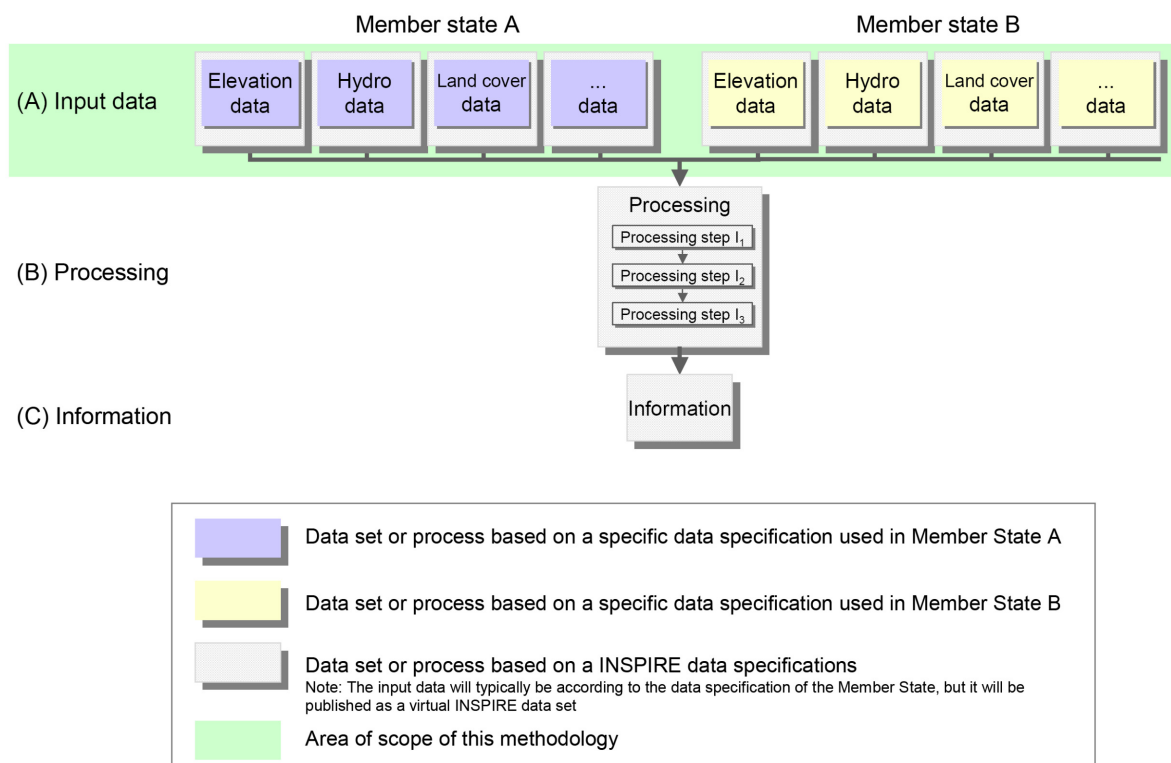 Member state A
Member state B
(A) Input data
Elevation
data
Hydro
data
Land cover
data
...
data
Elevation
data
Hydro
data
Land cover
data
...
data
Processing
Processing step I₁
Processing step I₂
Processing step I₃
(B) Processing
(C) Information
Information
Data set or process based on a specific data specification used in Member State A
Data set or process based on a specific data specification used in Member State B
Data set or process based on a INSPIRE data specifications
Note: The input data will typically be according to the data specification of the Member State, but it will be
published as a virtual INSPIRE data set
Area of scope of this methodology